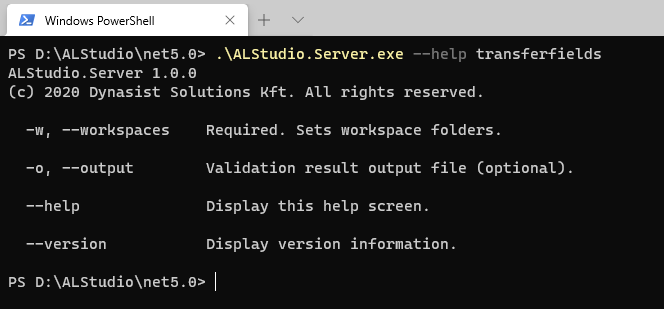 Windows PowerShell
PS D:\ALStudio\net5.0> .\ALStudio.Server.exe --help transferfields
ALStudio.Server 1.0.0
(c) 2020 Dynasist Solutions Kft. All rights reserved.
-w, --workspaces    Required. Sets workspace folders.
-o, --output        Validation result output file (optional).
--help              Display this help screen.
--version           Display version information.
PS D:\ALStudio\net5.0>